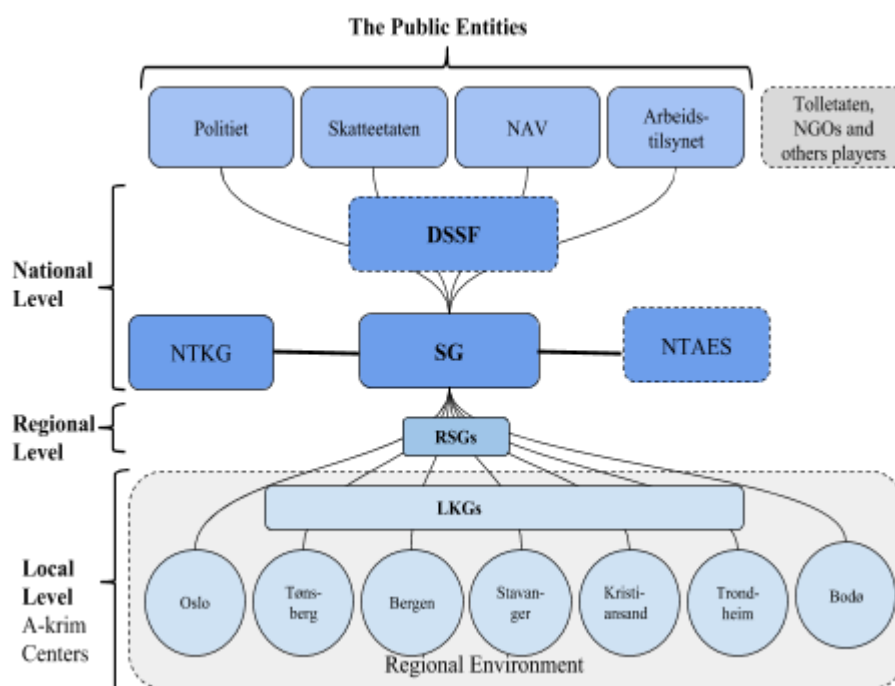 The Public Entities
Politiet
Skatteetaten
NAV
Arbeids-
tilsynet
Tolletaten,
NGOs and
others players
National
Level
DSSF
NTKG
SG
NTAES
Regional
Level
RSGs
Local
Level
A-krim
Centers
LKGs
Oslo
Tøns-
berg
Bergen
Stavan-
ger
Kristi-
ansand
Trond-
heim
Bodø
Regional Environment